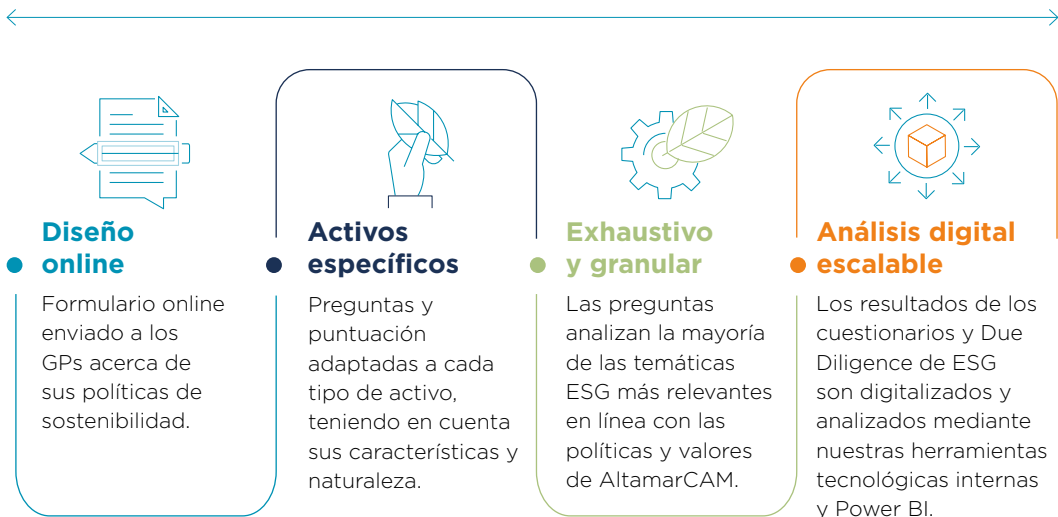 Diseño
online
Formulario online
enviado a los
GPs acerca de
sus políticas de
sostenibilidad.
Activos
específicos
Preguntas y
puntuación
adaptadas a cada
tipo de activo,
teniendo en cuenta
sus características y
naturaleza.
Exhaustivo
y granular
Las preguntas
analizan la mayoría
de las temáticas
ESG más relevantes
en línea con las
políticas y valores
de AltamarCAM.
Análisis digital
escalable
Los resultados de los
cuestionarios y Due
Diligence de ESG
son digitalizados y
analizados mediante
nuestras herramientas
tecnológicas internas
y Power BI.